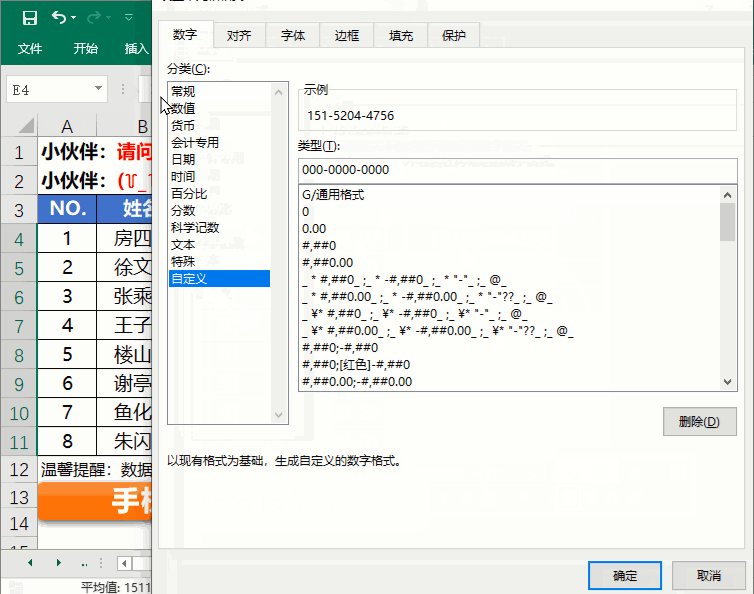 文件 开始 插入
E4
A B
1 小伙伴：请问
2 小伙伴：
3 NO. 姓名
4 1 房四
5 2 徐文
6 3 张乘
7 4 王子
8 5 楼山
9 6 谢亭
10 7 鱼化
11 8 朱闪
12 温馨提醒：数据
13 手机
14
15
平均值: 1511
数字 对齐 字体 边框 填充 保护
分类(C):
常规
数值
货币
会计专用
日期
时间
百分比
分数
科学记数
文本
特殊
自定义
示例
151-5204-4756
类型(T):
000-0000-0000
G/通用格式
0
0.00
#,##0
#,##0.00
_ * #,##0_ ;_ * -#,##0_ ;_ * "-"_ ;_ @_
_ * #,##0.00_ ;_ * -#,##0.00_ ;_ * "-"??_ ;_ @_
_ ¥* #,##0_ ;_ ¥* -#,##0_ ;_ ¥* "-"_ ;_ @_
_ ¥* #,##0.00_ ;_ ¥* -#,##0.00_ ;_ ¥* "-"??_ ;_ @_
#,##0;-#,##0
#,##0;[红色]-#,##0
#,##0.00;-#,##0.00
删除(D)
以现有格式为基础，生成自定义的数字格式。
确定 取消